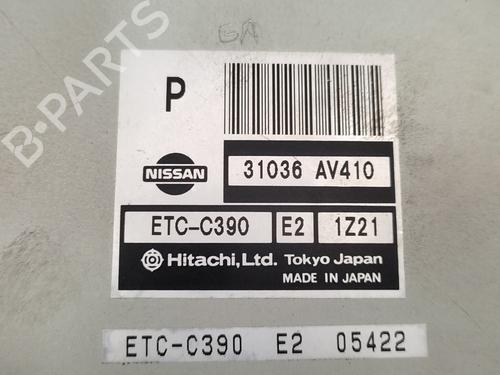 GA
P
NISSAN
31036 AV410
ETC-C390 E2 1Z21
Hitachi, Ltd. Tokyo Japan
MADE IN JAPAN
ETC-C390 E2 05422
B-PARTS